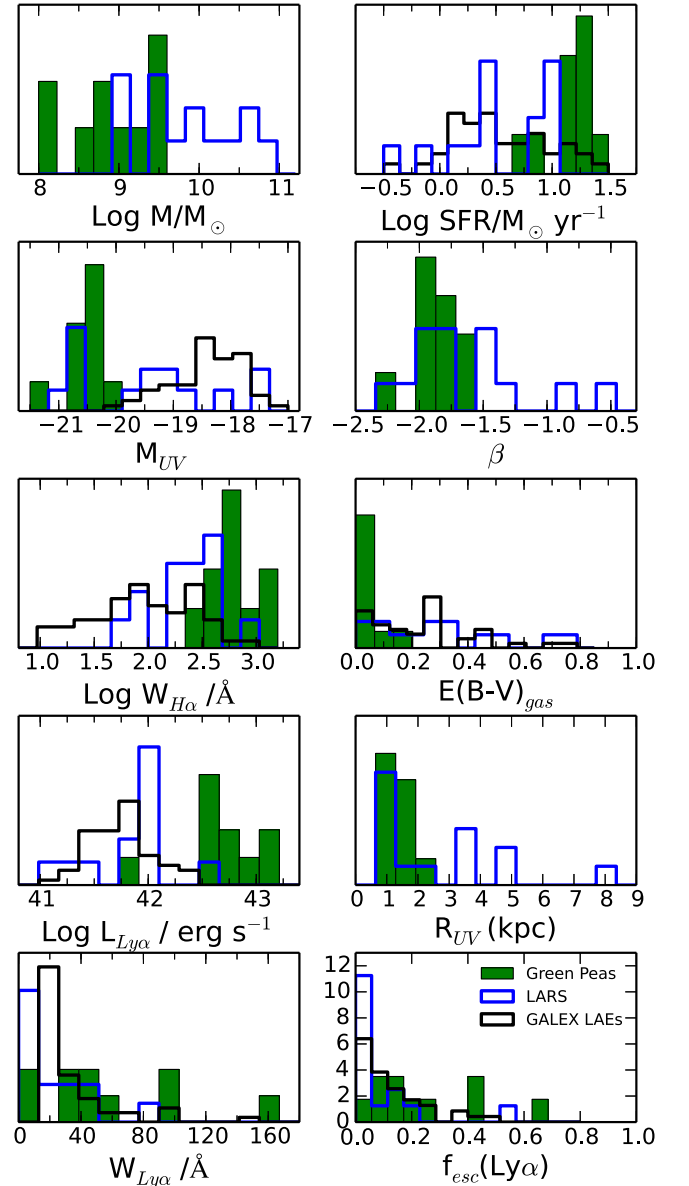 8 9 10 11
Log M/M⊙
−0.5 0.0 0.5 1.0 1.5
Log SFR/M⊙ yr⁻¹
−21 −20 −19 −18 −17
M_UV
−2.5 −2.0 −1.5 −1.0 −0.5
β
1.0 1.5 2.0 2.5 3.0
Log W_Hα /Å
0.0 0.2 0.4 0.6 0.8 1.0
E(B-V)_gas
41 42 43
Log L_Lyα / erg s⁻¹
0 1 2 3 4 5 6 7 8 9
R_UV (kpc)
0 40 80 120 160
W_Lyα /Å
12
10
8
6
4
2
0
Green Peas
LARS
GALEX LAEs
0.0 0.2 0.4 0.6 0.8 1.0
f_esc(Lyα)